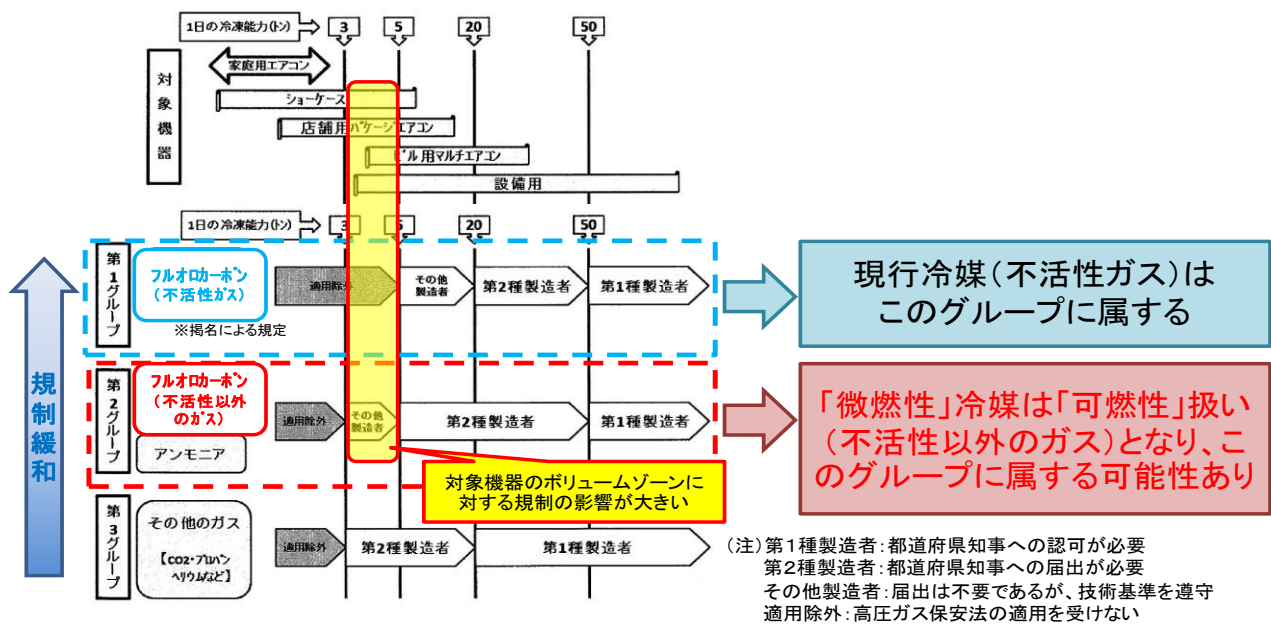 1日の冷凍能力(トン)
3
5
20
50
対象機器
家庭用エアコン
ショーケース
店舗用パケージエアコン
ビル用マルチエアコン
設備用
1日の冷凍能力(トン)
3
5
20
50
規制緩和
第1グループ
フルオロカーボン
(不活性ガス)
※掲名による規定
適用除外
その他
製造者
第2種製造者
第1種製造者
現行冷媒(不活性ガス)は
このグループに属する
第2グループ
フルオロカーボン
(不活性以外
のガス)
アンモニア
適用除外
その他
製造者
第2種製造者
第1種製造者
「微燃性」冷媒は「可燃性」扱い
(不活性以外のガス)となり、こ
のグループに属する可能性あり
対象機器のボリュームゾーンに
対する規制の影響が大きい
第3グループ
その他のガス
【CO2・プロパン
ヘリウムなど】
適用除外
第2種製造者
第1種製造者
(注)第1種製造者:都道府県知事への認可が必要
第2種製造者:都道府県知事への届出が必要
その他製造者:届出は不要であるが、技術基準を遵守
適用除外:高圧ガス保安法の適用を受けない